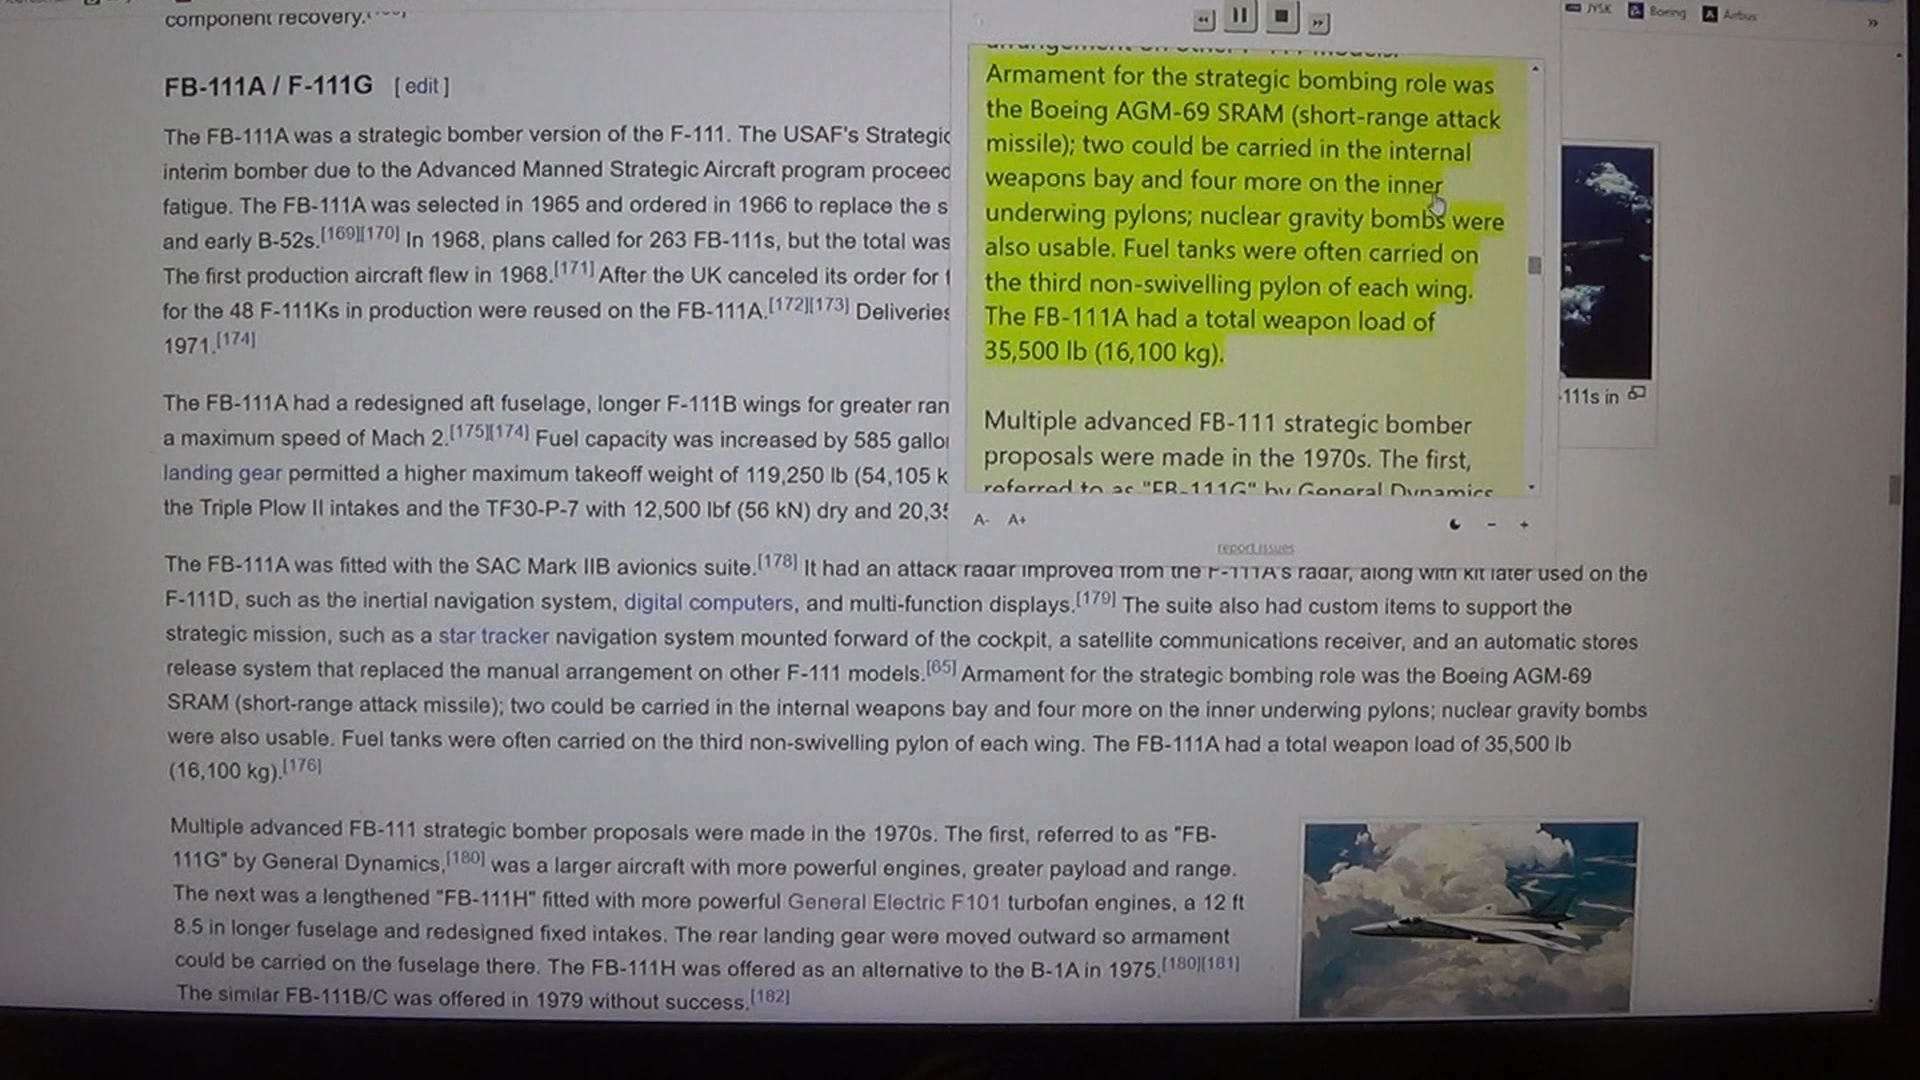 component recovery.
JYSK
Boeing
Airbus
»
FB-111A / F-111G [ edit ]
The FB-111A was a strategic bomber version of the F-111. The USAF's Strategic
interim bomber due to the Advanced Manned Strategic Aircraft program proceed
fatigue. The FB-111A was selected in 1965 and ordered in 1966 to replace the s
and early B-52s.[169][170] In 1968, plans called for 263 FB-111s, but the total was
The first production aircraft flew in 1968.[171] After the UK canceled its order for
for the 48 F-111Ks in production were reused on the FB-111A.[172][173] Deliveries
1971.[174]
The FB-111A had a redesigned aft fuselage, longer F-111B wings for greater ran
a maximum speed of Mach 2.[175][174] Fuel capacity was increased by 585 gallo
landing gear permitted a higher maximum takeoff weight of 119,250 lb (54,105 k
the Triple Plow II intakes and the TF30-P-7 with 12,500 lbf (56 kN) dry and 20,35
arrangement on other F-111 models.
Armament for the strategic bombing role was
the Boeing AGM-69 SRAM (short-range attack
missile); two could be carried in the internal
weapons bay and four more on the inner
underwing pylons; nuclear gravity bombs were
also usable. Fuel tanks were often carried on
the third non-swivelling pylon of each wing.
The FB-111A had a total weapon load of
35,500 lb (16,100 kg).
Multiple advanced FB-111 strategic bomber
proposals were made in the 1970s. The first,
referred to as "FB-111G" by General Dynamics
A- A+
- +
report issues
111s in
The FB-111A was fitted with the SAC Mark IIB avionics suite.[178] It had an attack radar improved from the F-111A's radar, along with kit later used on the
F-111D, such as the inertial navigation system, digital computers, and multi-function displays.[179] The suite also had custom items to support the
strategic mission, such as a star tracker navigation system mounted forward of the cockpit, a satellite communications receiver, and an automatic stores
release system that replaced the manual arrangement on other F-111 models.[65] Armament for the strategic bombing role was the Boeing AGM-69
SRAM (short-range attack missile); two could be carried in the internal weapons bay and four more on the inner underwing pylons; nuclear gravity bombs
were also usable. Fuel tanks were often carried on the third non-swivelling pylon of each wing. The FB-111A had a total weapon load of 35,500 lb
(16,100 kg).[176]
Multiple advanced FB-111 strategic bomber proposals were made in the 1970s. The first, referred to as "FB-
111G" by General Dynamics,[180] was a larger aircraft with more powerful engines, greater payload and range.
The next was a lengthened "FB-111H" fitted with more powerful General Electric F101 turbofan engines, a 12 ft
8.5 in longer fuselage and redesigned fixed intakes. The rear landing gear were moved outward so armament
could be carried on the fuselage there. The FB-111H was offered as an alternative to the B-1A in 1975.[180][181]
The similar FB-111B/C was offered in 1979 without success.[182]